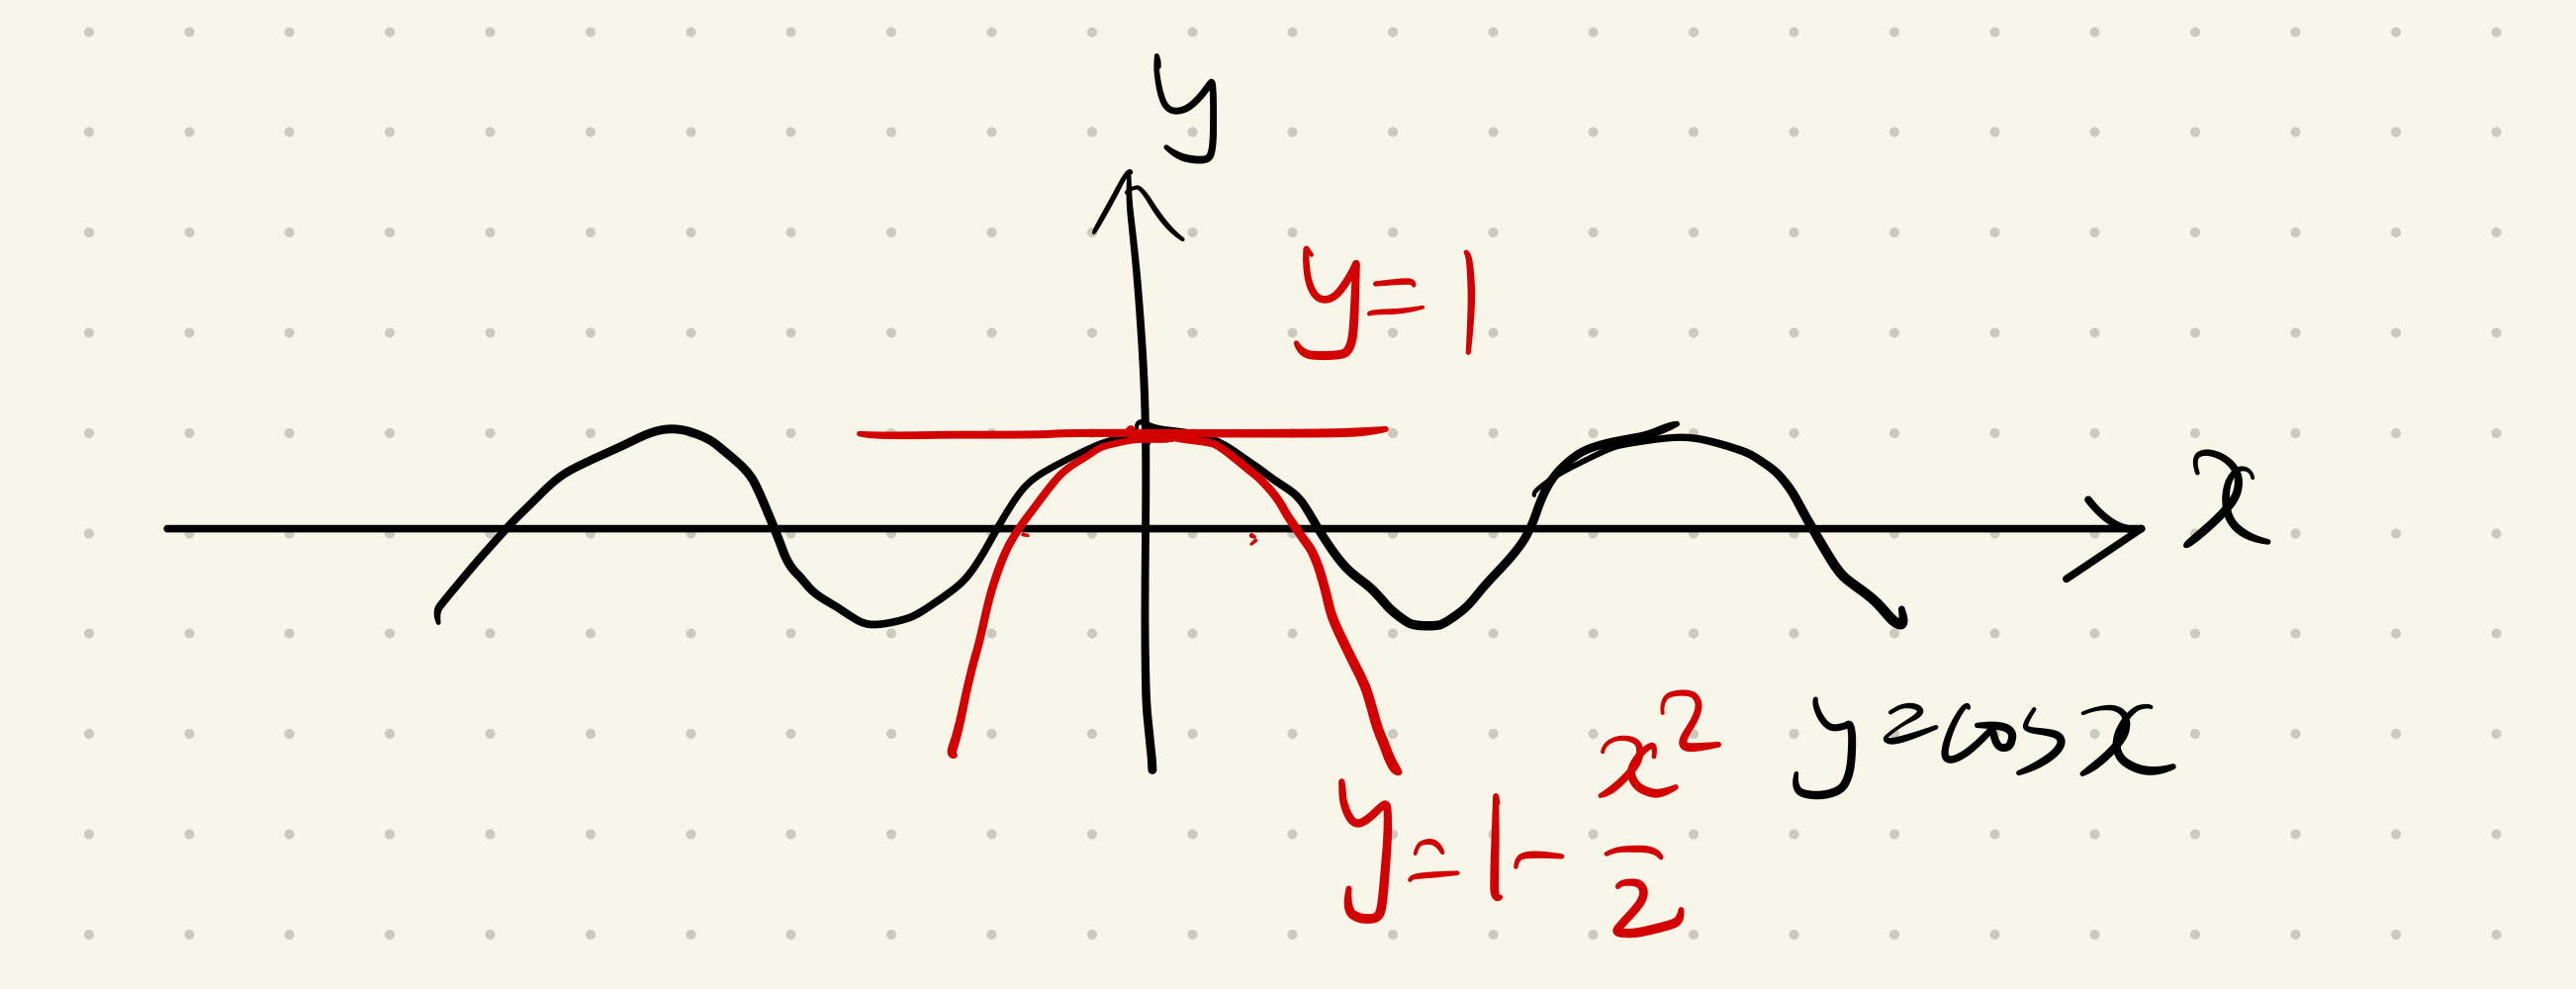 y
y=1
x
y=cos x
y=1-x²/2